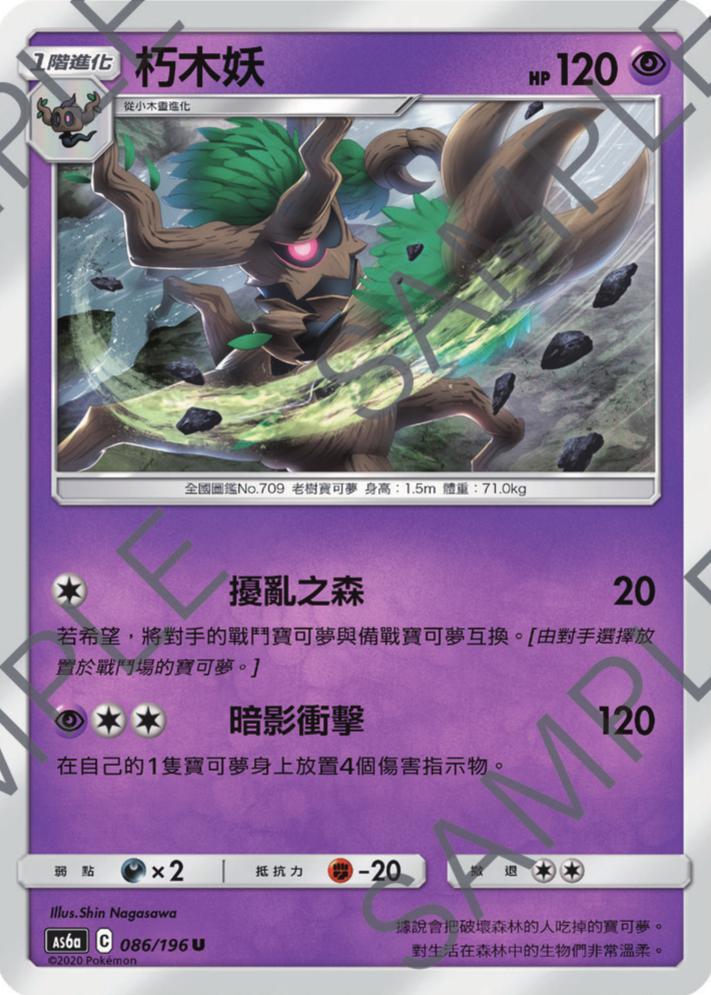 1階進化
朽木妖
HP 120
從小木靈進化
全國圖鑑No.709 老樹寶可夢 身高：1.5m 體重：71.0kg
擾亂之森 20
若希望，將對手的戰鬥寶可夢與備戰寶可夢互換。[由對手選擇放
置於戰鬥場的寶可夢。]
暗影衝擊 120
在自己的1隻寶可夢身上放置4個傷害指示物。
弱點 ×2 抵抗力 -20 撤退
Illus.Shin Nagasawa
AS6a C 086/196 U
©2020 Pokémon
據說會把破壞森林的人吃掉的寶可夢。
對生活在森林中的生物們非常溫柔。
SAMPLE
SAMPLE
SAMPLE
SAMPLE